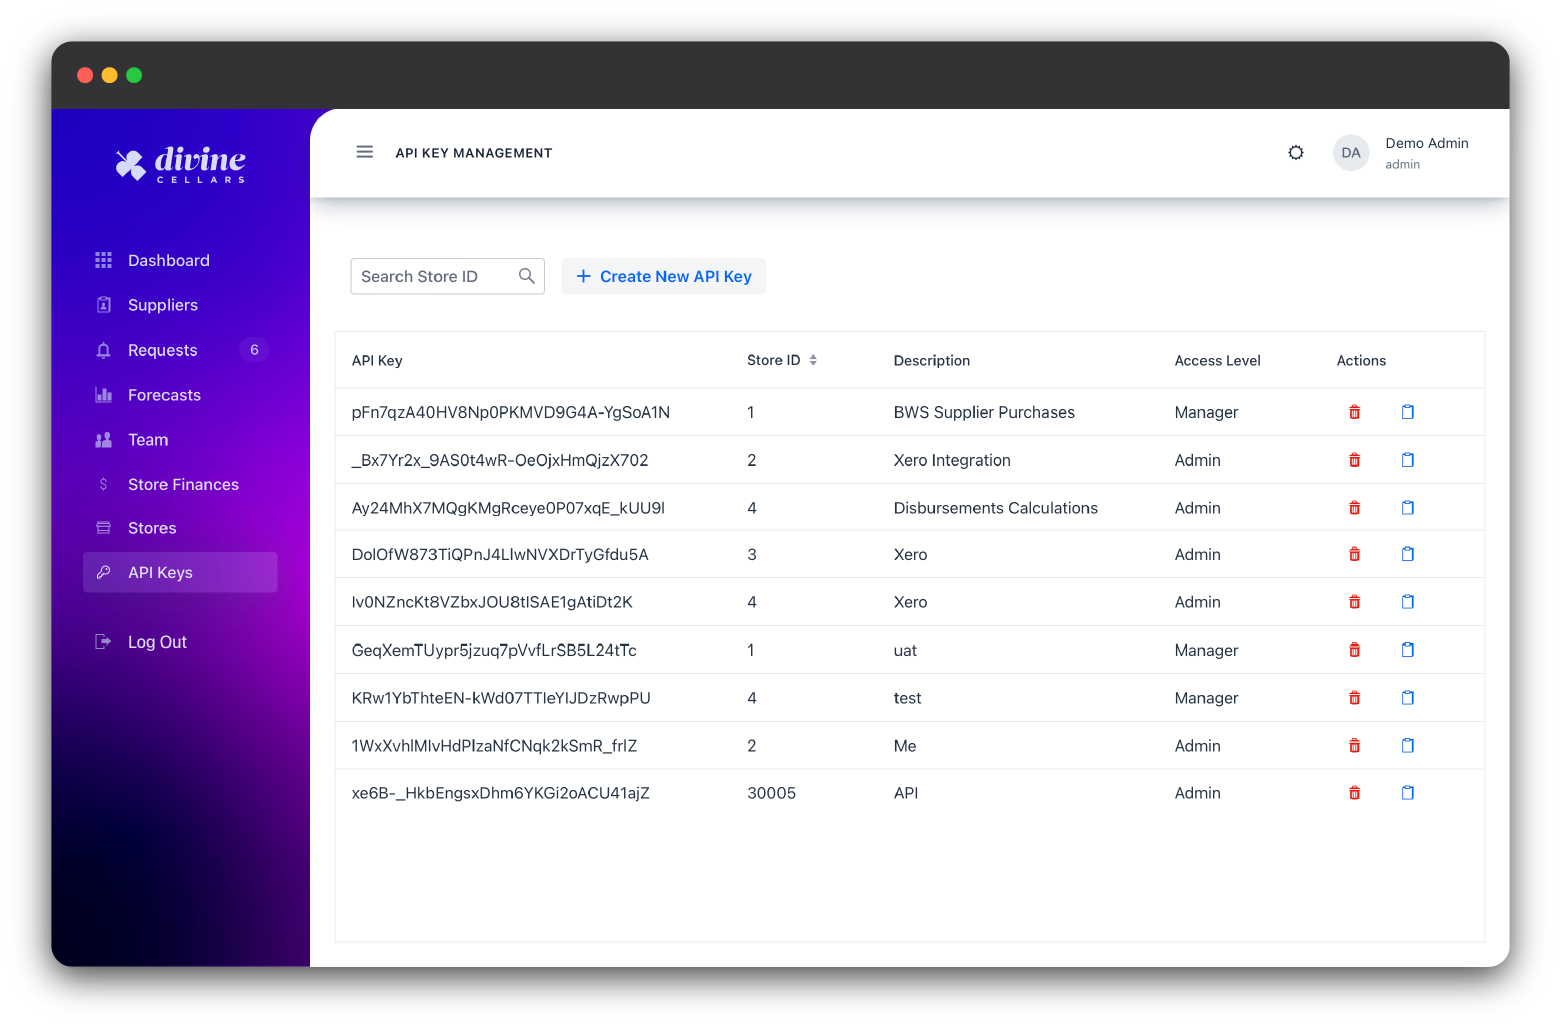 divine
CELLARS
API KEY MANAGEMENT
DA
Demo Admin
admin
Dashboard
Suppliers
Requests 6
Forecasts
Team
Store Finances
Stores
API Keys
Log Out
Search Store ID
+ Create New API Key
API Key Store ID Description Access Level Actions
pFn7qzA40HV8Np0PKMVD9G4A-YgSoA1N 1 BWS Supplier Purchases Manager
_Bx7Yr2x_9AS0t4wR-OeOjxHmQjzX702 2 Xero Integration Admin
Ay24MhX7MQgKMgRceye0P07xqE_kUU9l 4 Disbursements Calculations Admin
DolOfW873TiQPnJ4LlwNVXDrTyGfdu5A 3 Xero Admin
lv0NZncKt8VZbxJOU8tlSAE1gAtiDt2K 4 Xero Admin
GeqXemTUypr5jzuq7pVvfLrSB5L24tTc 1 uat Manager
KRw1YbThteEN-kWd07TTleYlJDzRwpPU 4 test Manager
1WxXvhlMlvHdPlzaNfCNqk2kSmR_frlZ 2 Me Admin
xe6B-_HkbEngsxDhm6YKGi2oACU41ajZ 30005 API Admin